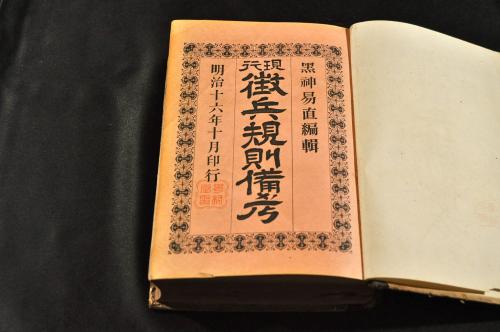 黑神易直編輯
現行
徴兵規則備考
明治十六年十月印行